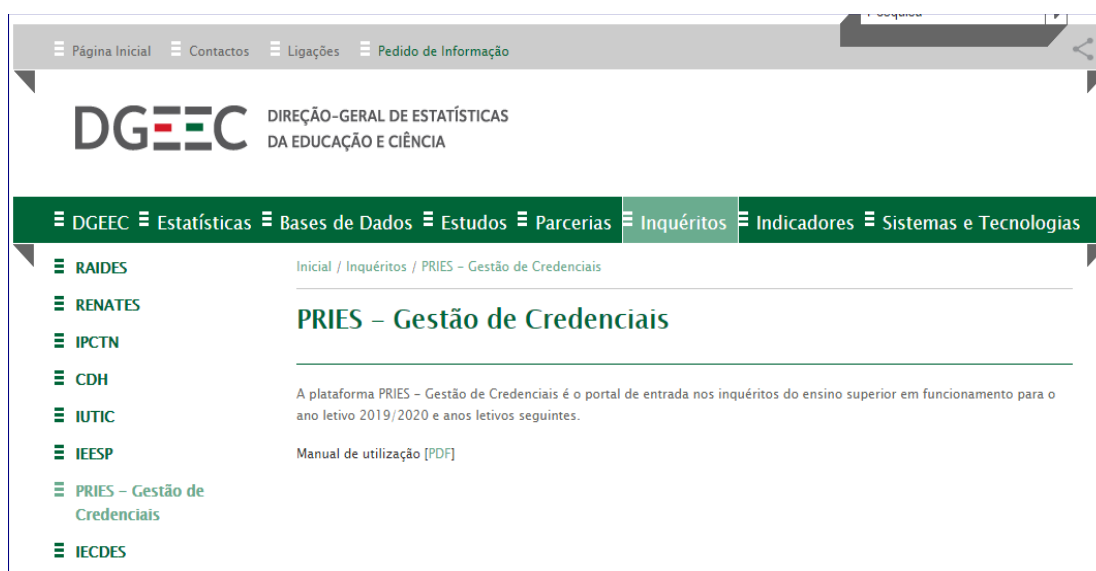 Pesquisa
Página Inicial Contactos Ligações Pedido de Informação
DGEEC
DIREÇÃO-GERAL DE ESTATÍSTICAS
DA EDUCAÇÃO E CIÊNCIA
DGEEC Estatísticas Bases de Dados Estudos Parcerias Inquéritos Indicadores Sistemas e Tecnologias
RAIDES
RENATES
IPCTN
CDH
IUTIC
IEESP
PRIES – Gestão de
Credenciais
IECDES
Inicial / Inquéritos / PRIES – Gestão de Credenciais
PRIES – Gestão de Credenciais
A plataforma PRIES – Gestão de Credenciais é o portal de entrada nos inquéritos do ensino superior em funcionamento para o
ano letivo 2019/2020 e anos letivos seguintes.
Manual de utilização [PDF]